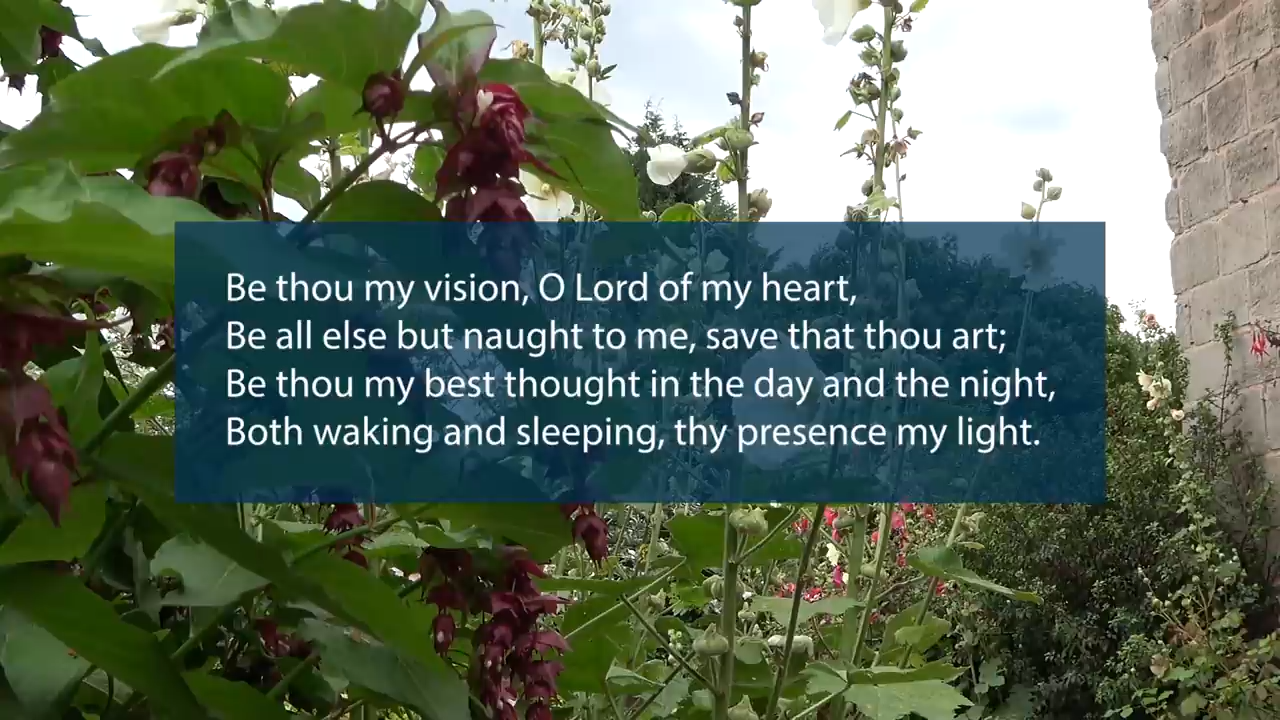 Be thou my vision, O Lord of my heart,
Be all else but naught to me, save that thou art;
Be thou my best thought in the day and the night,
Both waking and sleeping, thy presence my light.